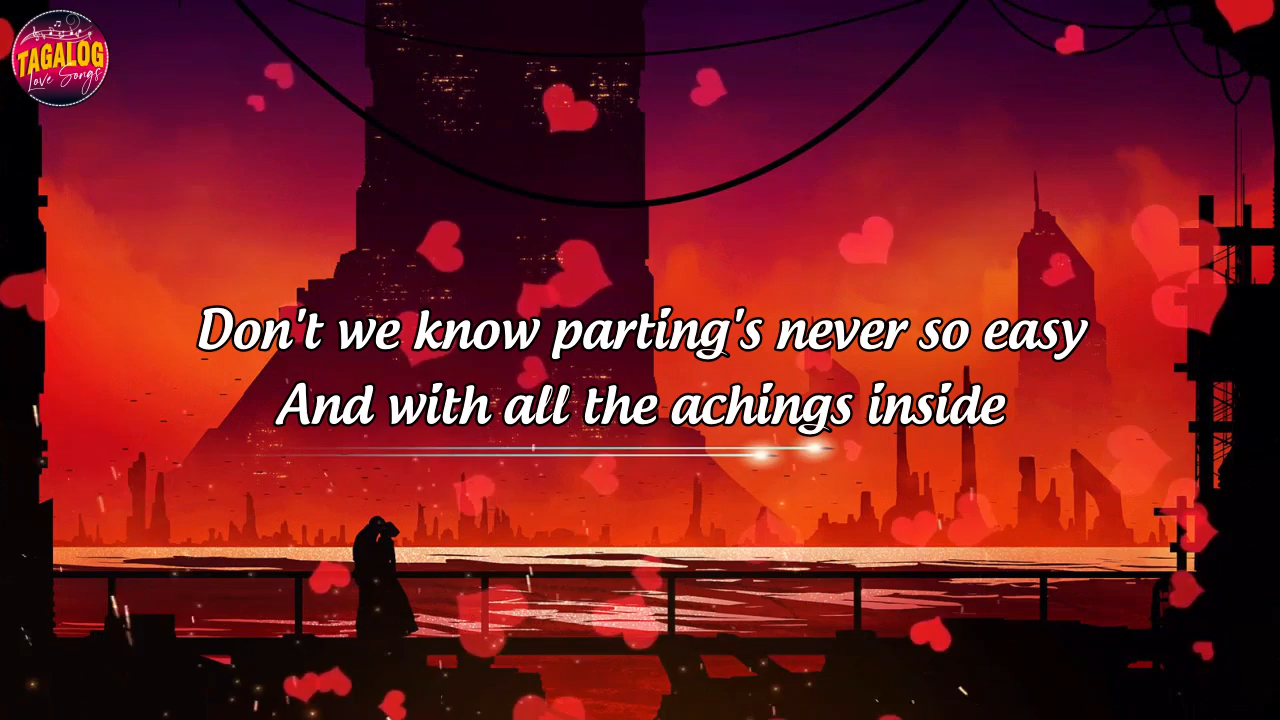 TAGALOG
Love Songs
Don't we know parting's never so easy
And with all the achings inside